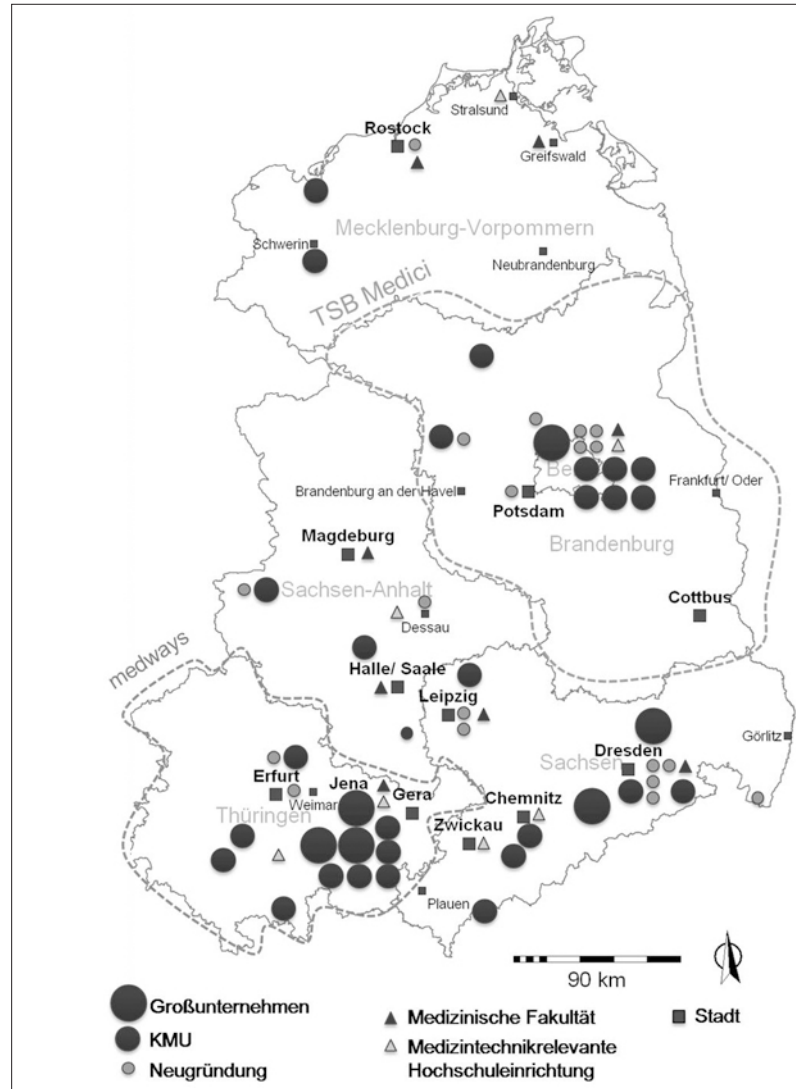 Stralsund
Rostock
Greifswald
Mecklenburg-Vorpommern
Schwerin
Neubrandenburg
TSB Medici
Be
Brandenburg an der Havel
Frankfurt/ Oder
Potsdam
Brandenburg
Magdeburg
Sachsen-Anhalt
Cottbus
Dessau
medways
Halle/ Saale
Leipzig
Görlitz
Sachsen
Dresden
Erfurt
Jena
Weimar
Gera
Thüringen
Chemnitz
Zwickau
Plauen
90 km
Großunternehmen
KMU
Neugründung
Medizinische Fakultät
Medizintechnikrelevante
Hochschuleinrichtung
Stadt